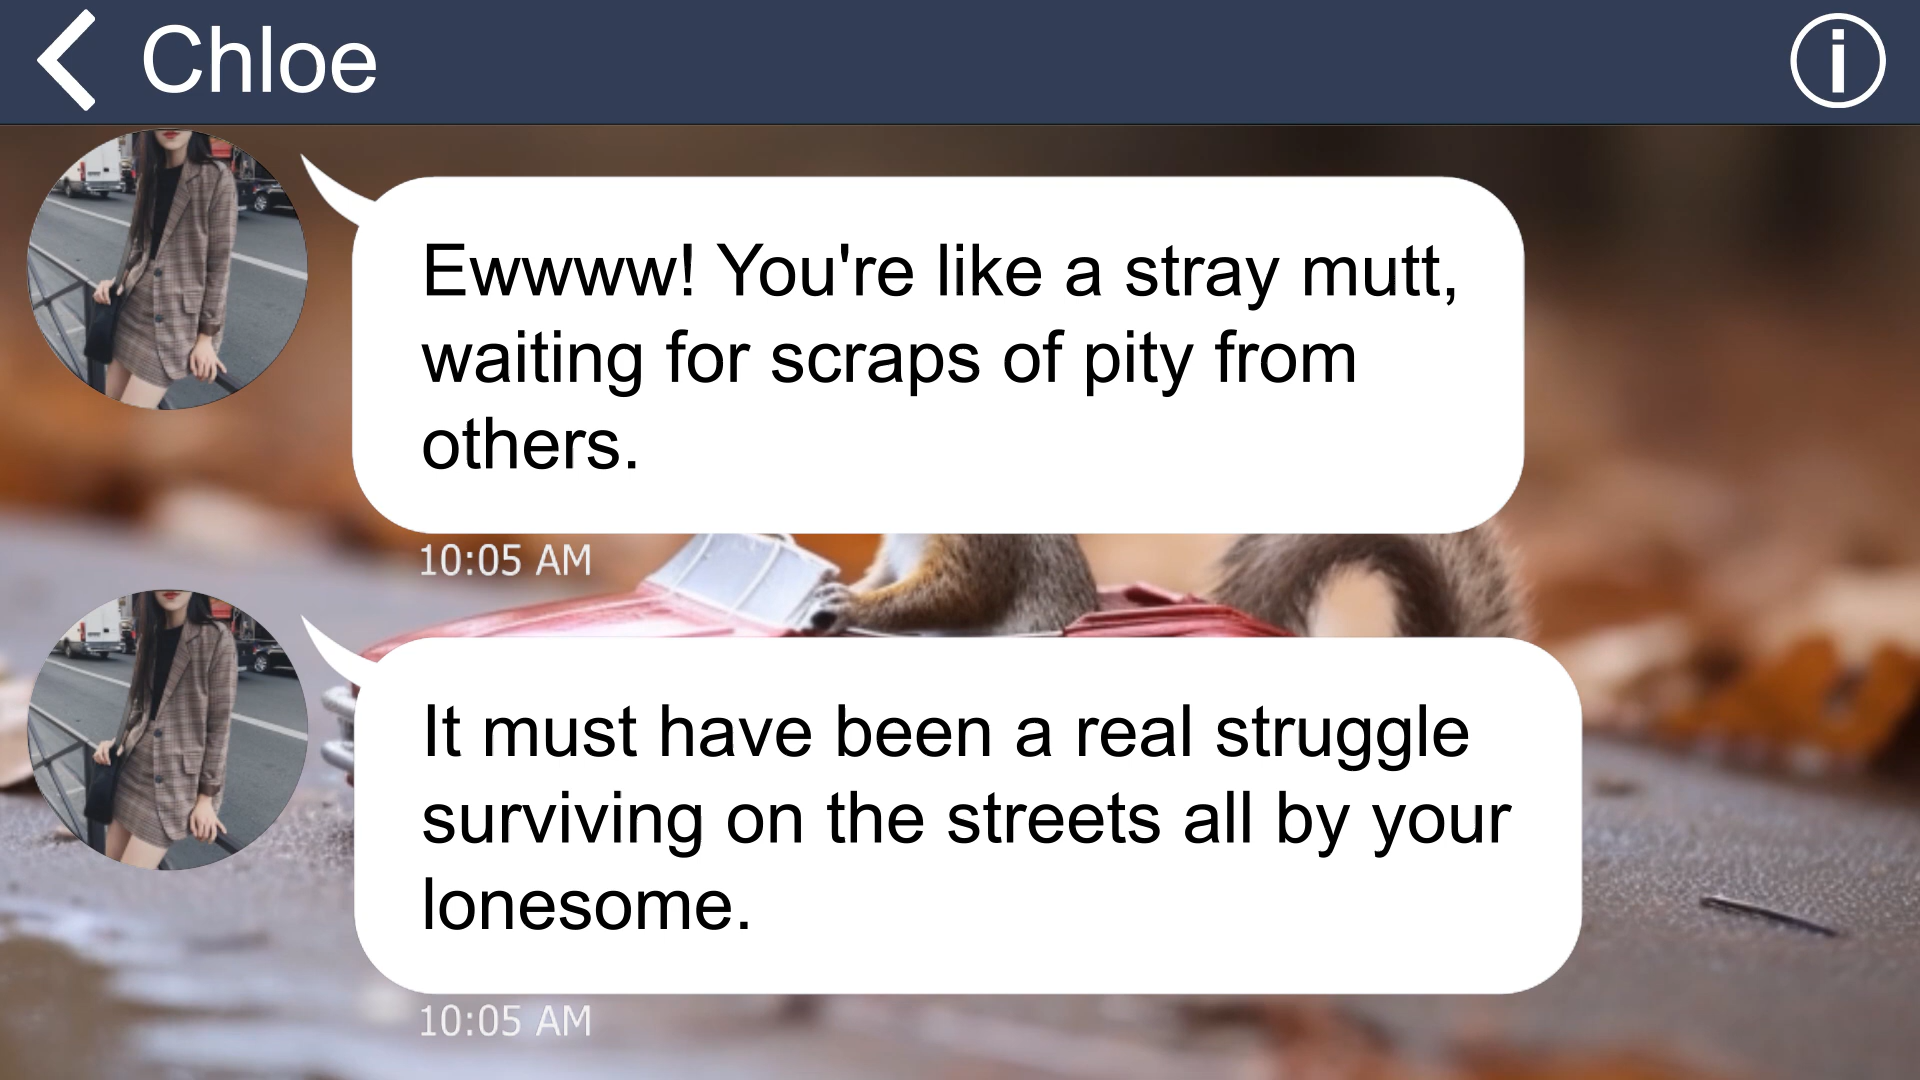 Chloe
Ewwww! You're like a stray mutt,
waiting for scraps of pity from
others.
10:05 AM
It must have been a real struggle
surviving on the streets all by your
lonesome.
10:05 AM